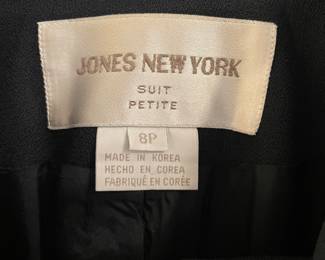 JONES NEW YORK
SUIT
PETITE
8P
MADE IN KOREA
HECHO EN COREA
FABRIQUÉ EN CORÉE